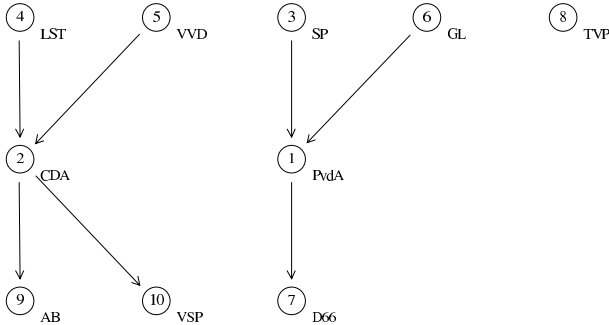 4 5 3 6 8
LST VVD SP GL TVP
2 1
CDA PvdA
9 10 7
AB VSP D66